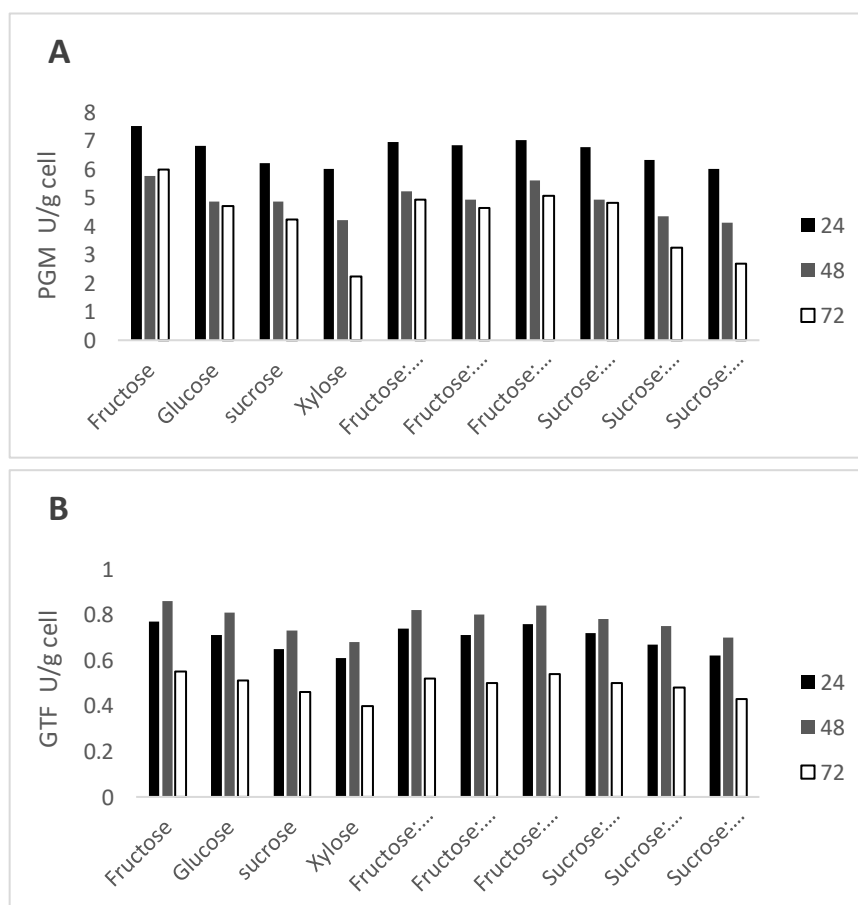 A
8
7
6
5
4
3
2
1
0
PGM U/g cell
Fructose
Glucose
sucrose
Xylose
Fructose:....
Fructose:....
Fructose:....
Sucrose:....
Sucrose:....
Sucrose:....
24
48
72
B
1
0.8
0.6
0.4
0.2
0
GTF U/g cell
Fructose
Glucose
sucrose
Xylose
Fructose:....
Fructose:....
Fructose:....
Sucrose:....
Sucrose:....
Sucrose:....
24
48
72